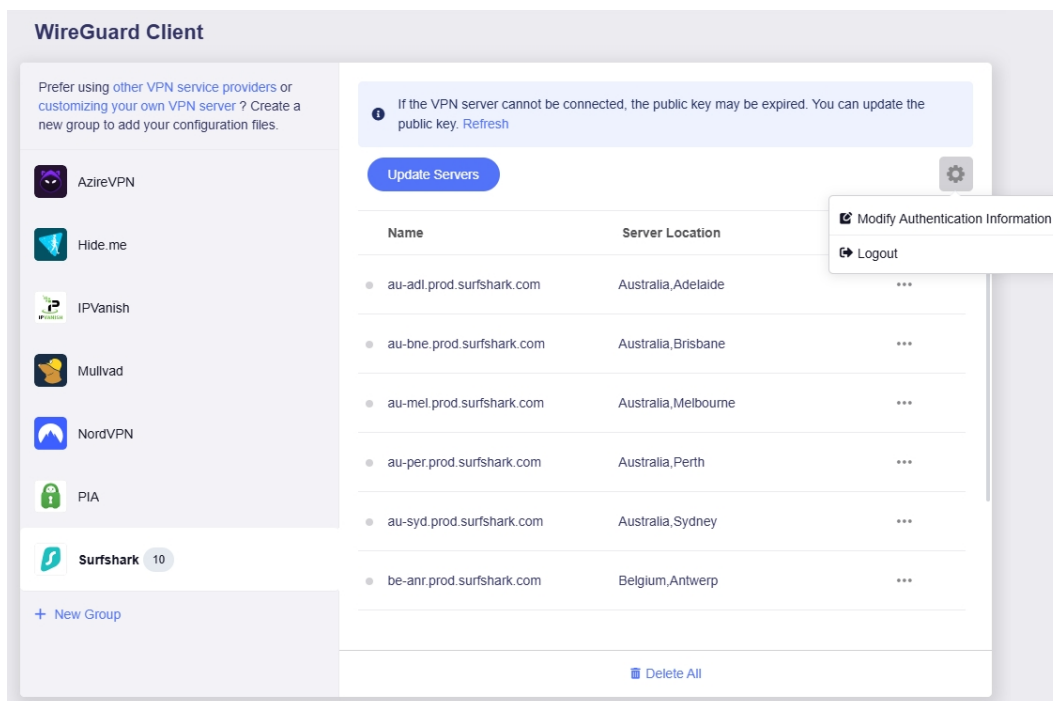 WireGuard Client
Prefer using other VPN service providers or
customizing your own VPN server ? Create a
new group to add your configuration files.
AzireVPN
Hide.me
IPVanish
Mullvad
NordVPN
PIA
Surfshark 10
+ New Group
If the VPN server cannot be connected, the public key may be expired. You can update the
public key. Refresh
Update Servers
Modify Authentication Information
Logout
Name Server Location
au-adl.prod.surfshark.com Australia,Adelaide
au-bne.prod.surfshark.com Australia,Brisbane
au-mel.prod.surfshark.com Australia,Melbourne
au-per.prod.surfshark.com Australia,Perth
au-syd.prod.surfshark.com Australia,Sydney
be-anr.prod.surfshark.com Belgium,Antwerp
Delete All